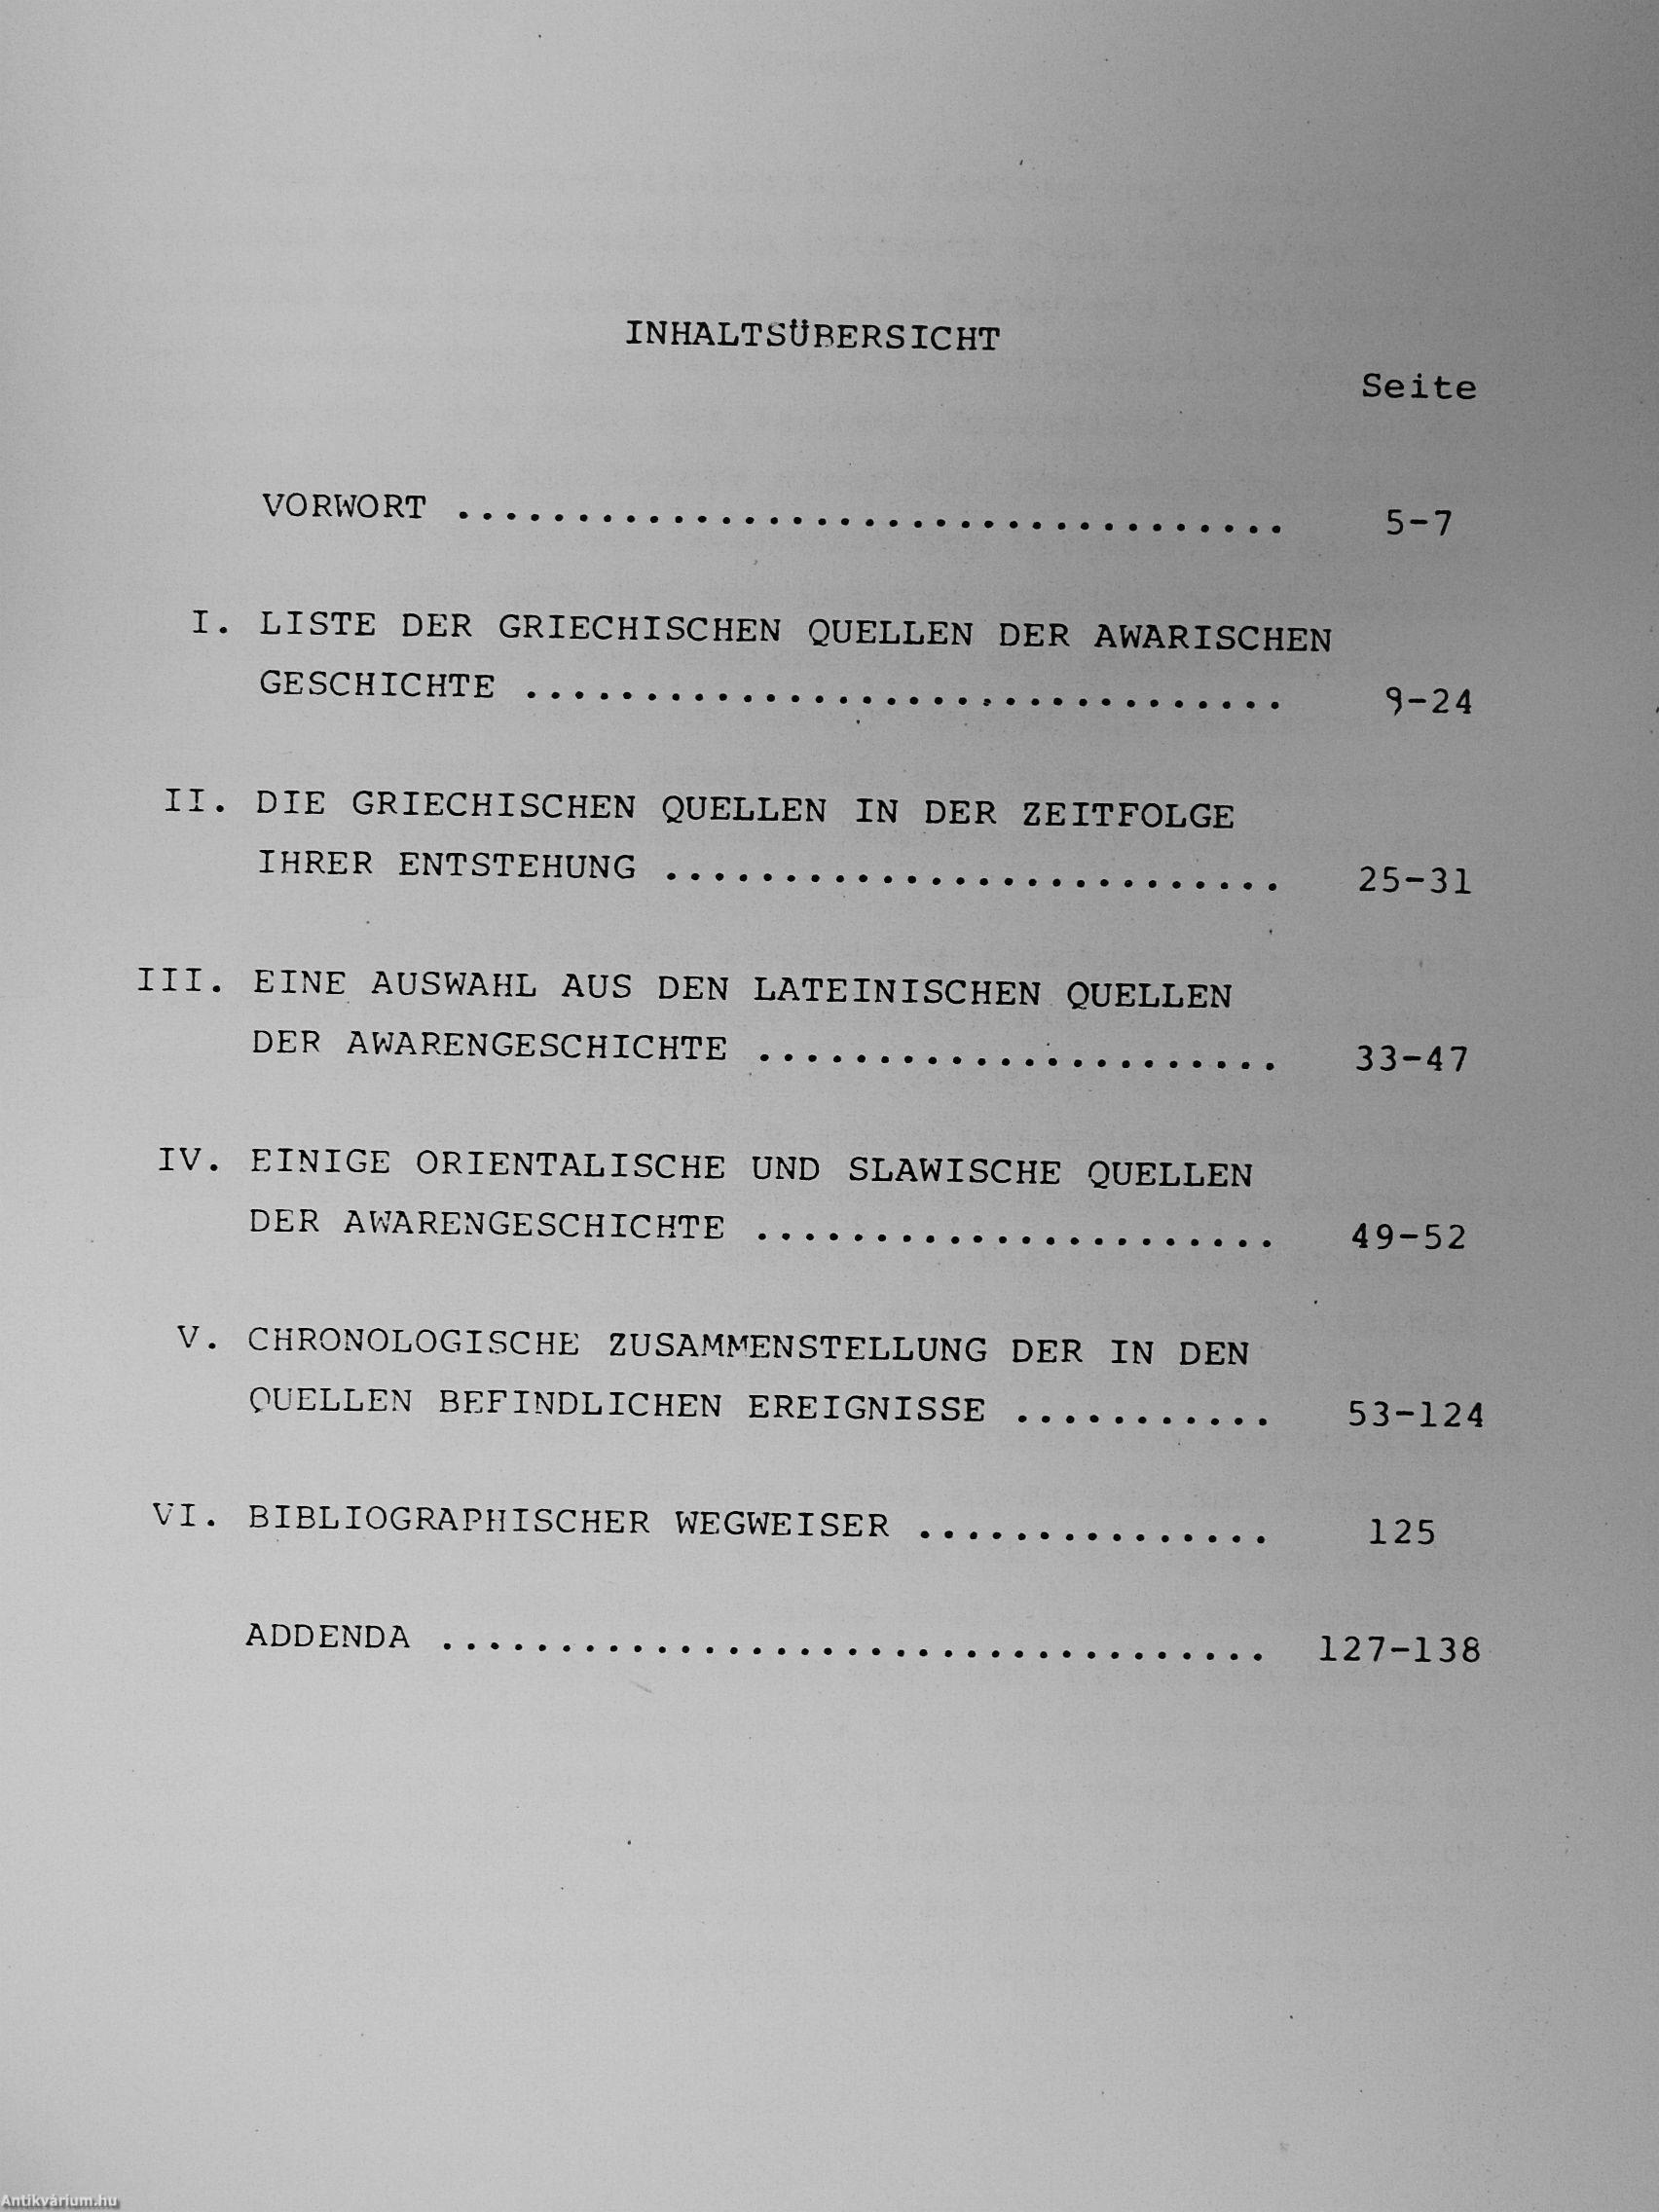 INHALTSÜBERSICHT
Seite
VORWORT ................................... 5-7
I. LISTE DER GRIECHISCHEN QUELLEN DER AWARISCHEN
GESCHICHTE ................................ 9-24
II. DIE GRIECHISCHEN QUELLEN IN DER ZEITFOLGE
IHRER ENTSTEHUNG .......................... 25-31
III. EINE AUSWAHL AUS DEN LATEINISCHEN QUELLEN
DER AWARENGESCHICHTE ...................... 33-47
IV. EINIGE ORIENTALISCHE UND SLAWISCHE QUELLEN
DER AWARENGESCHICHTE ...................... 49-52
V. CHRONOLOGISCHE ZUSAMMENSTELLUNG DER IN DEN
QUELLEN BEFINDLICHEN EREIGNISSE ........... 53-124
VI. BIBLIOGRAPHISCHER WEGWEISER ............... 125
ADDENDA ................................... 127-138
Antikvárium.hu